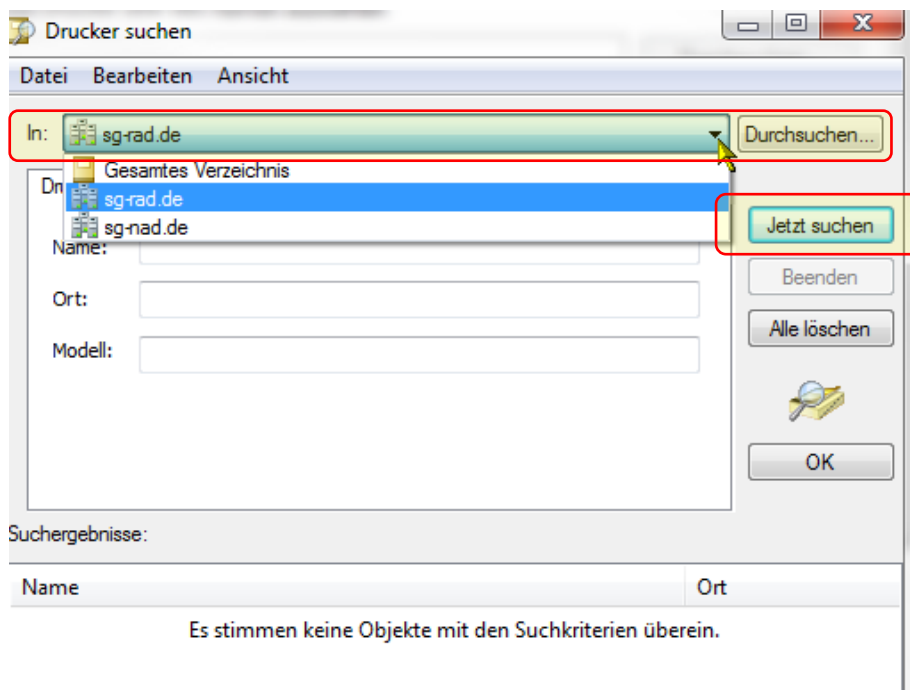 Drucker suchen
Datei Bearbeiten Ansicht
In: sg-rad.de Durchsuchen...
Gesamtes Verzeichnis
sg-rad.de
sg-nad.de
Jetzt suchen
Name:
Beenden
Ort:
Alle löschen
Modell:
OK
Suchergebnisse:
Name Ort
Es stimmen keine Objekte mit den Suchkriterien überein.